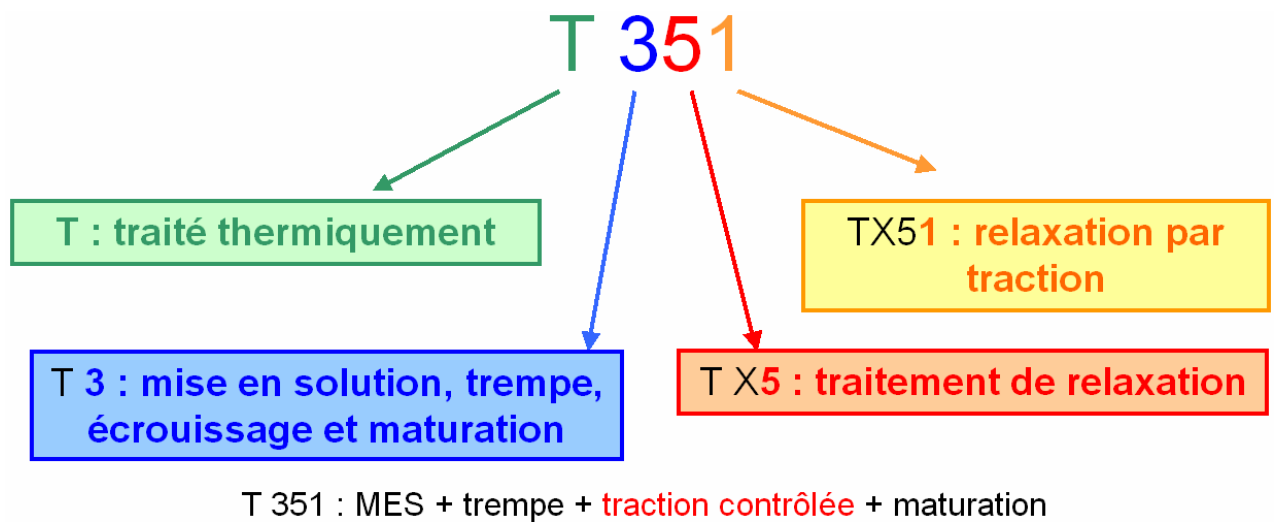 T 351
T : traité thermiquement
TX51 : relaxation par
traction
T 3 : mise en solution, trempe,
écrouissage et maturation
T X5 : traitement de relaxation
T 351 : MES + trempe + traction contrôlée + maturation